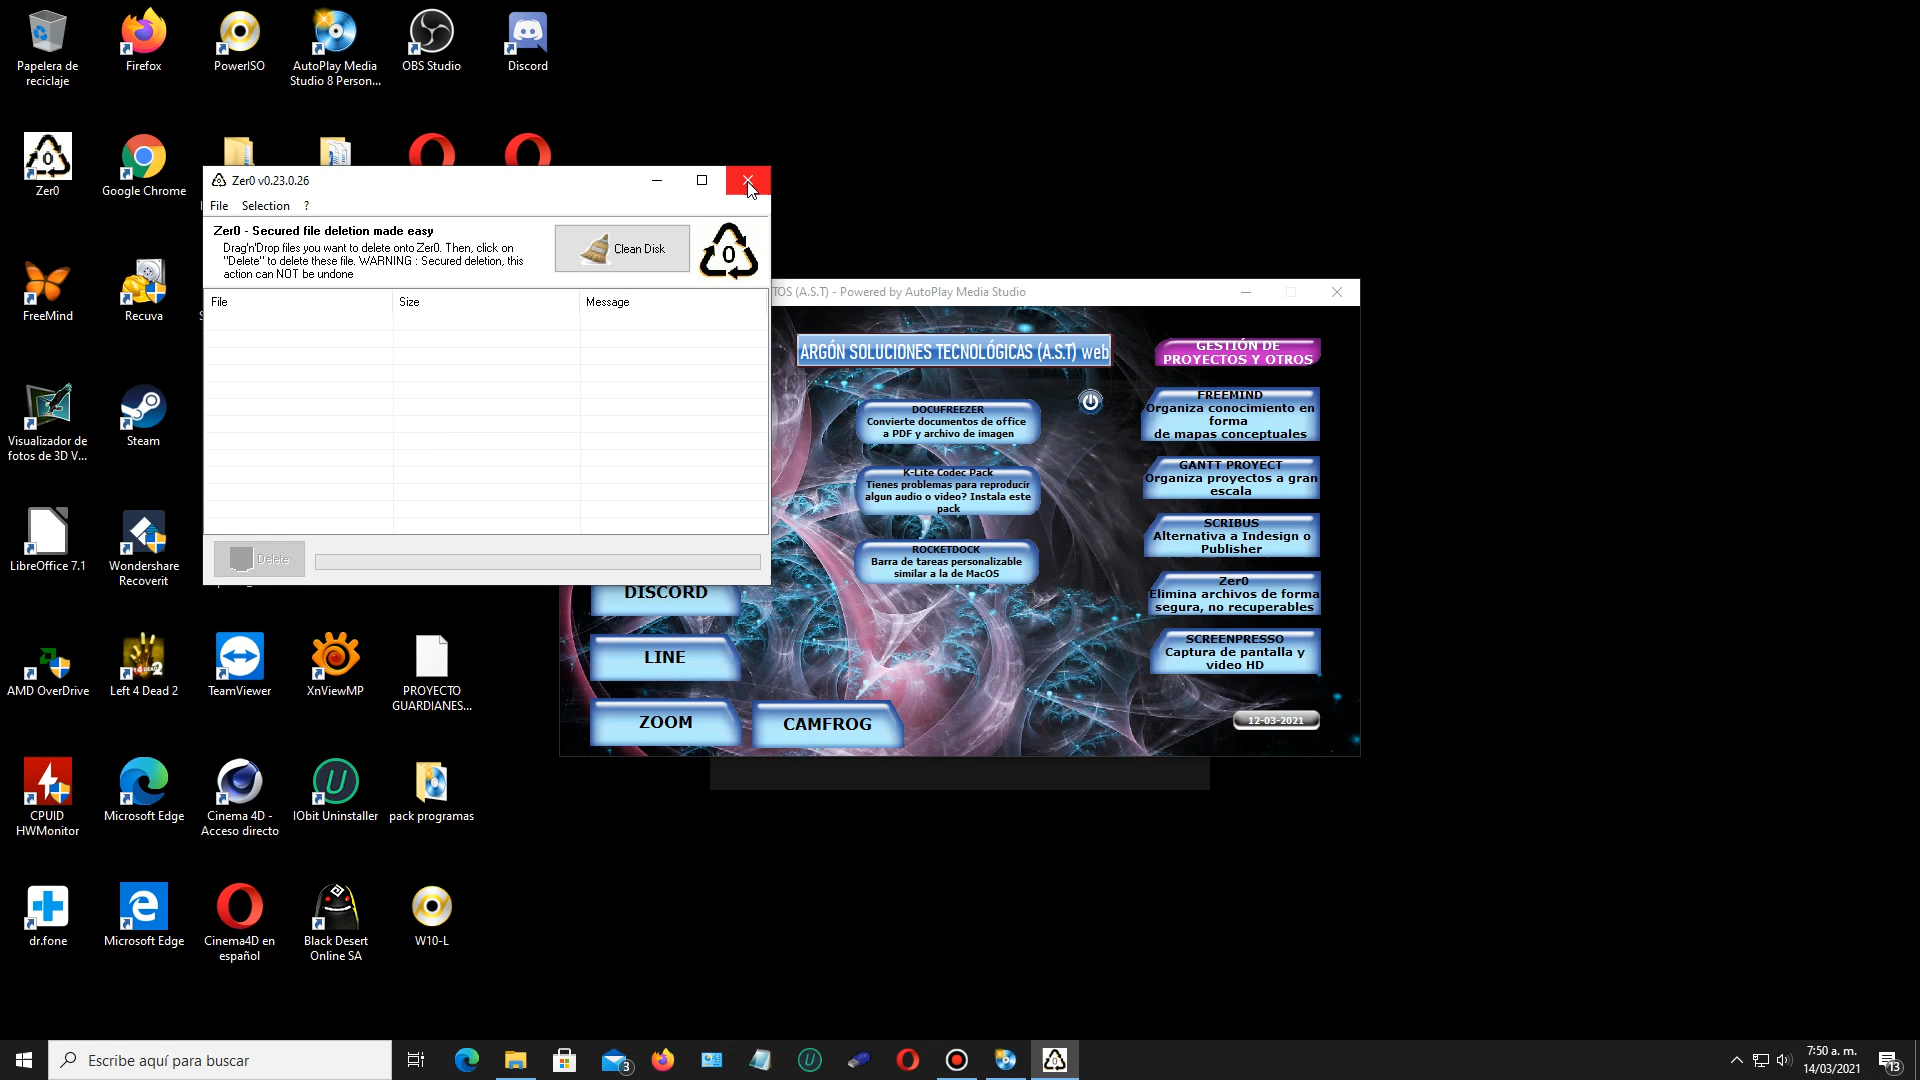 Papelera de
reciclaje
Firefox
PowerISO
AutoPlay Media
Studio 8 Person...
OBS Studio
Discord
Zer0
Google Chrome
FreeMind
Recuva
Visualizador de
fotos de 3D V...
Steam
LibreOffice 7.1
Wondershare
Recoverit
AMD OverDrive
Left 4 Dead 2
TeamViewer
XnViewMP
PROYECTO
GUARDIANES...
CPUID
HWMonitor
Microsoft Edge
Cinema 4D -
Acceso directo
IObit Uninstaller
pack programas
dr.fone
Microsoft Edge
Cinema4D en
español
Black Desert
Online SA
W10-L
Zer0 v0.23.0.26
File Selection ?
Zer0 - Secured file deletion made easy
Drag'n'Drop files you want to delete onto Zer0. Then, click on
"Delete" to delete these file. WARNING : Secured deletion, this
action can NOT be undone
Clean Disk
0
File Size Message
Delete
TOS (A.S.T) - Powered by AutoPlay Media Studio
ARGÓN SOLUCIONES TECNOLÓGICAS (A.S.T) web
GESTIÓN DE
PROYECTOS Y OTROS
DOCUFREEZER
Convierte documentos de office
a PDF y archivo de imagen
K-Lite Codec Pack
Tienes problemas para reproducir
algun audio o video? Instala este
pack
ROCKETDOCK
Barra de tareas personalizable
similar a la de MacOS
FREEMIND
Organiza conocimiento en
forma
de mapas conceptuales
GANTT PROYECT
Organiza proyectos a gran
escala
SCRIBUS
Alternativa a Indesign o
Publisher
Zer0
Elimina archivos de forma
segura, no recuperables
SCREENPRESSO
Captura de pantalla y
video HD
DISCORD
LINE
ZOOM
CAMFROG
12-03-2021
Escribe aquí para buscar
3
7:50 a. m.
14/03/2021
13